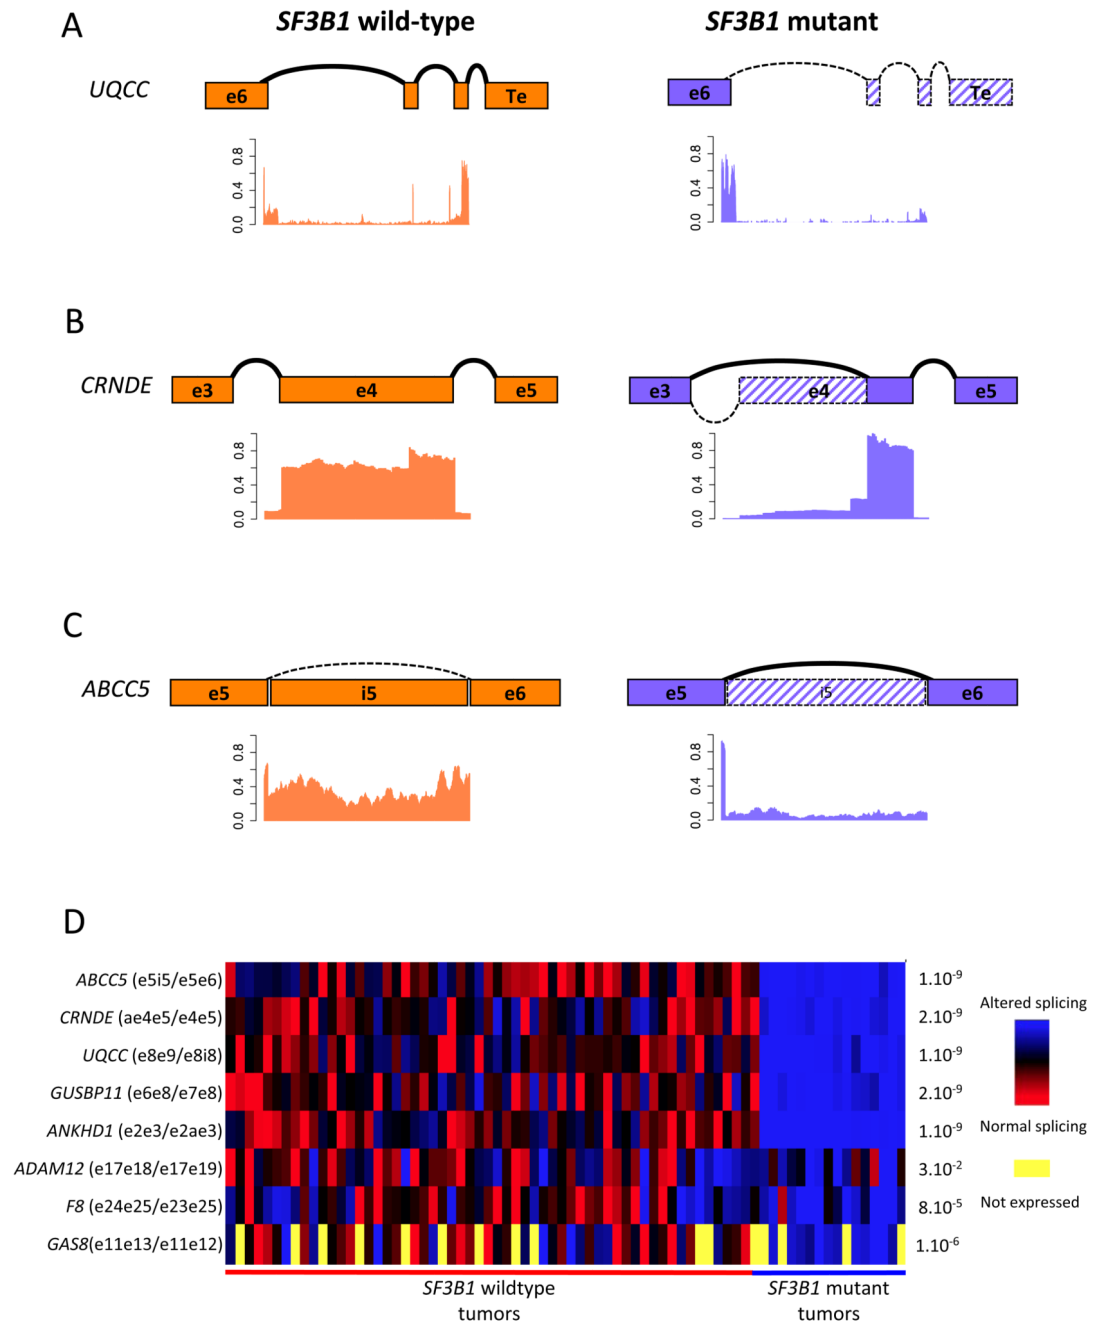 A
SF3B1 wild-type
SF3B1 mutant
UQCC
e6
Te
e6
Te
0.8
0.4
0.0
0.8
0.4
0.0
B
CRNDE
e3
e4
e5
e3
e4
e5
0.8
0.4
0.0
0.8
0.4
0.0
C
ABCC5
e5
i5
e6
e5
i5
e6
0.8
0.4
0.0
0.8
0.4
0.0
D
ABCC5 (e5i5/e5e6)
1.10⁻⁹
CRNDE (ae4e5/e4e5)
2.10⁻⁹
UQCC (e8e9/e8i8)
1.10⁻⁹
GUSBP11 (e6e8/e7e8)
2.10⁻⁹
ANKHD1 (e2e3/e2ae3)
1.10⁻⁹
ADAM12 (e17e18/e17e19)
3.10⁻²
F8 (e24e25/e23e25)
8.10⁻⁵
GAS8(e11e13/e11e12)
1.10⁻⁶
Altered splicing
Normal splicing
Not expressed
SF3B1 wildtype
tumors
SF3B1 mutant
tumors